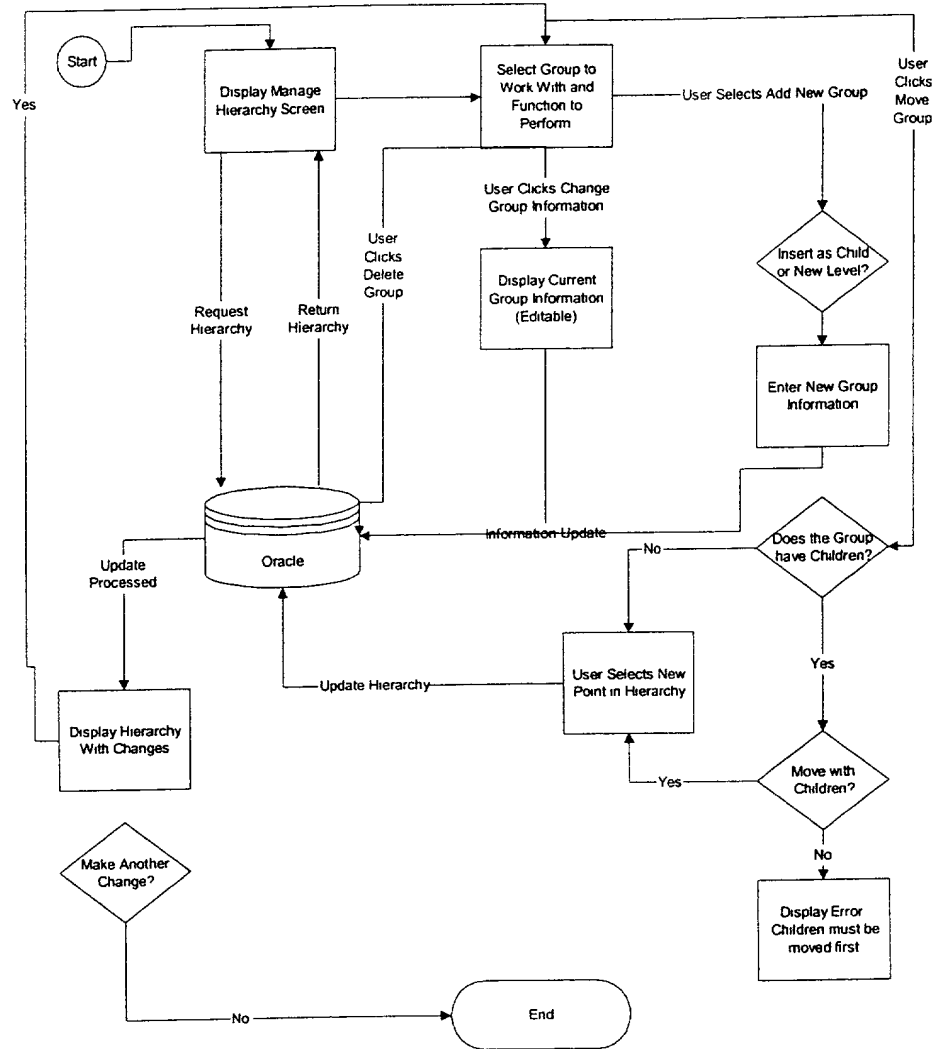 Start
Display Manage
Hierarchy Screen
Select Group to
Work With and
Function to
Perform
User Selects Add New Group
User
Clicks
Move
Group
Yes
User Clicks Change
Group Information
User
Clicks
Delete
Group
Insert as Child
or New Level?
Display Current
Group Information
(Editable)
Request
Hierarchy
Return
Hierarchy
Enter New Group
Information
Oracle
Information Update
Does the Group
have Children?
No
Update
Processed
Yes
User Selects New
Point in Hierarchy
Update Hierarchy
Display Hierarchy
With Changes
Move with
Children?
Yes
No
Make Another
Change?
Display Error
Children must be
moved first
No
End